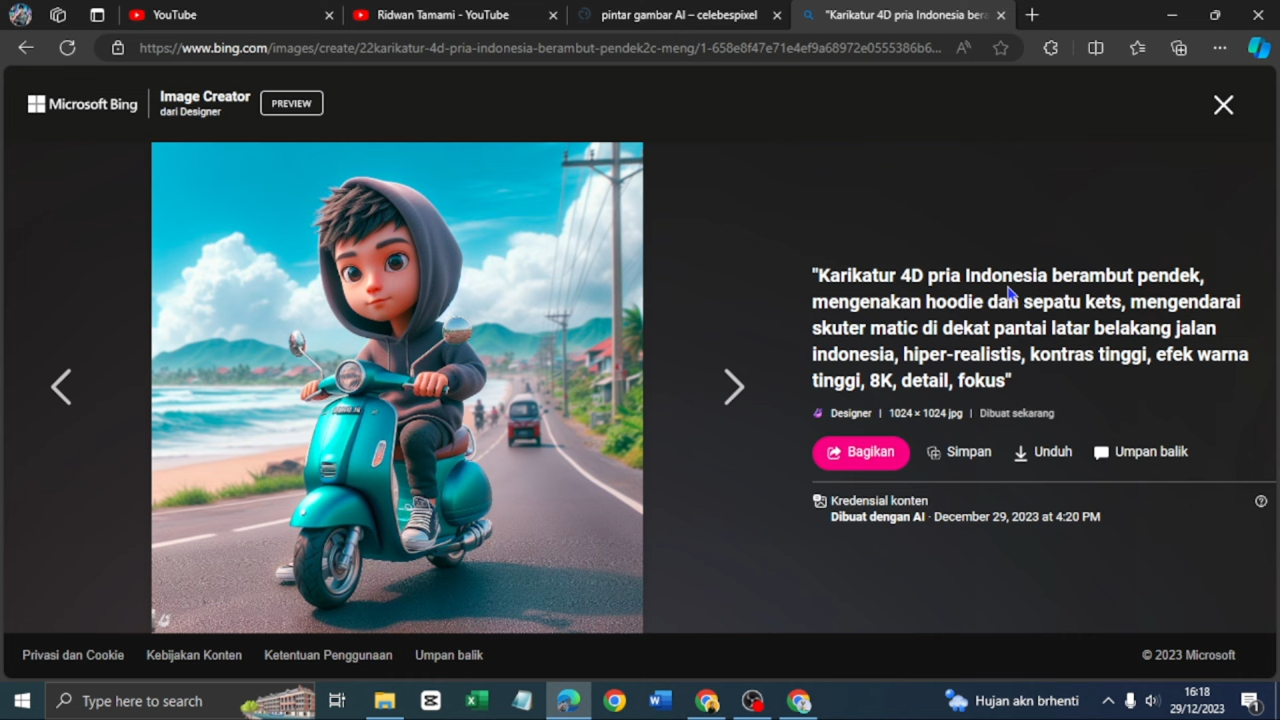 YouTube
Ridwan Tamami - YouTube
pintar gambar AI – celebespixel
"Karikatur 4D pria Indonesia bera
https://www.bing.com/images/create/22karikatur-4d-pria-indonesia-berambut-pendek2c-meng/1-658e8f47e71e4ef9a68972e0555386b6...
Microsoft Bing
Image Creator
dari Designer
PREVIEW
"Karikatur 4D pria Indonesia berambut pendek,
mengenakan hoodie dan sepatu kets, mengendarai
skuter matic di dekat pantai latar belakang jalan
indonesia, hiper-realistis, kontras tinggi, efek warna
tinggi, 8K, detail, fokus"
Designer | 1024 × 1024 jpg | Dibuat sekarang
Bagikan
Simpan
Unduh
Umpan balik
Kredensial konten
Dibuat dengan AI · December 29, 2023 at 4:20 PM
Privasi dan Cookie
Kebijakan Konten
Ketentuan Penggunaan
Umpan balik
© 2023 Microsoft
Type here to search
Hujan akn brhenti
16:18
29/12/2023
1